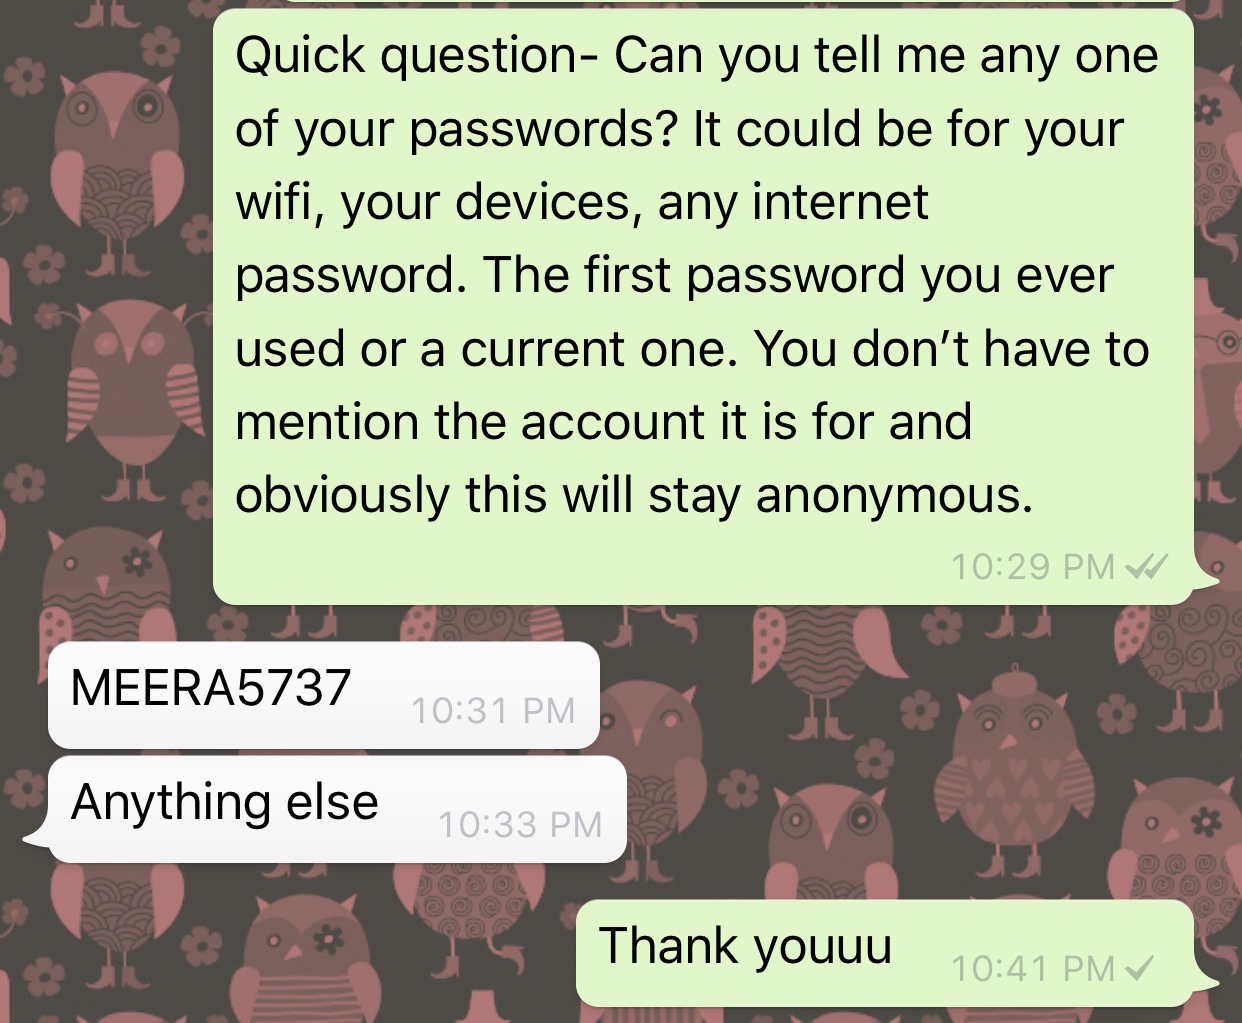 Quick question- Can you tell me any one
of your passwords? It could be for your
wifi, your devices, any internet
password. The first password you ever
used or a current one. You don’t have to
mention the account it is for and
obviously this will stay anonymous.
10:29 PM
MEERA5737 10:31 PM
Anything else 10:33 PM
Thank youuu 10:41 PM